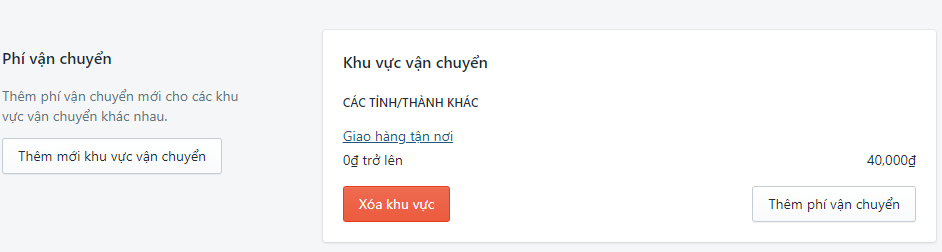 Phí vận chuyển
Thêm phí vận chuyển mới cho các khu
vực vận chuyển khác nhau.
Thêm mới khu vực vận chuyển
Khu vực vận chuyển
CÁC TỈNH/THÀNH KHÁC
Giao hàng tận nơi
0₫ trở lên 40,000₫
Xóa khu vực Thêm phí vận chuyển